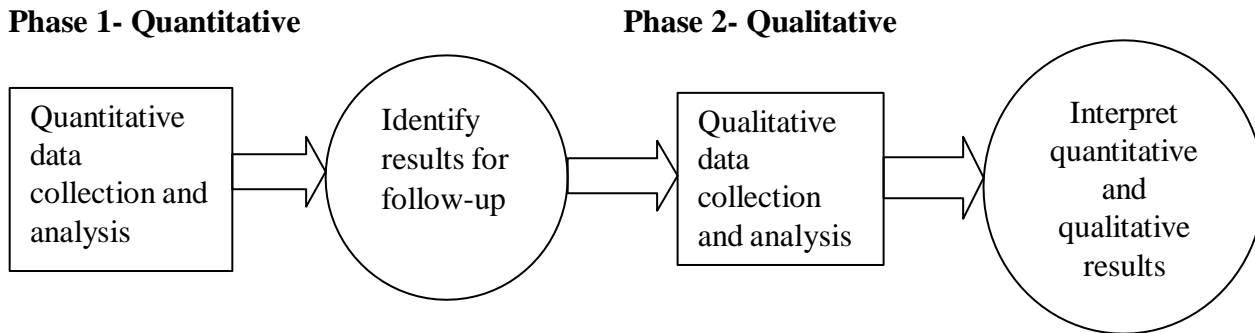 Phase 1- Quantitative
Phase 2- Qualitative
Quantitative
data
collection and
analysis
Identify
results for
follow-up
Qualitative
data
collection
and analysis
Interpret
quantitative
and
qualitative
results